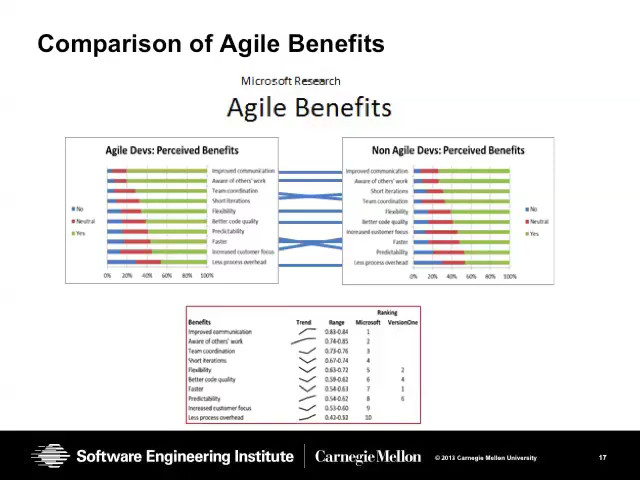 Comparison of Agile Benefits
Microsoft Research
Agile Benefits
Agile Devs: Perceived Benefits
No
Neutral
Yes
Improved communication
Aware of others' work
Team coordination
Short iterations
Flexibility
Better code quality
Predictability
Faster
Increased customer focus
Less process overhead
0% 20% 40% 60% 80% 100%
Non Agile Devs: Perceived Benefits
Improved communication
Aware of others' work
Short iterations
Team coordination
Flexibility
Better code quality
Increased customer focus
Faster
Predictability
Less process overhead
No
Neutral
Yes
0% 20% 40% 60% 80% 100%
Ranking
Benefits Trend Range Microsoft VersionOne
Improved communication 0.83-0.84 1
Aware of others' work 0.74-0.85 2
Team coordination 0.73-0.76 3
Short iterations 0.67-0.74 4
Flexibility 0.63-0.72 5 2
Better code quality 0.59-0.62 6 4
Faster 0.54-0.63 7 1
Predictability 0.54-0.62 8 6
Increased customer focus 0.53-0.60 9
Less process overhead 0.42-0.52 10
Software Engineering Institute
Carnegie Mellon
© 2013 Carnegie Mellon University
17